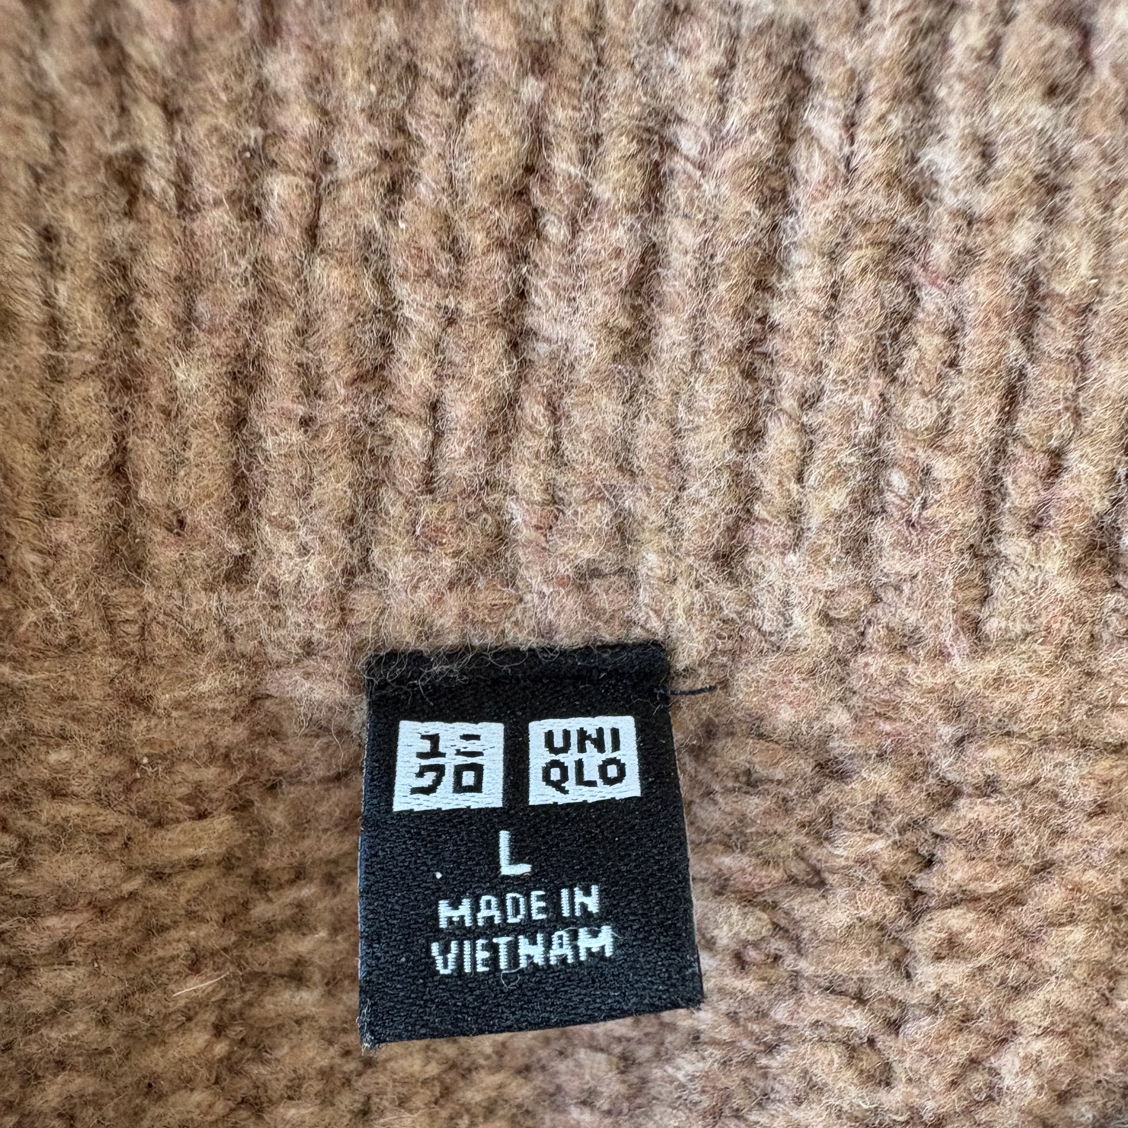 ユニ UNI
クロ QLO
L
MADE IN
VIETNAM